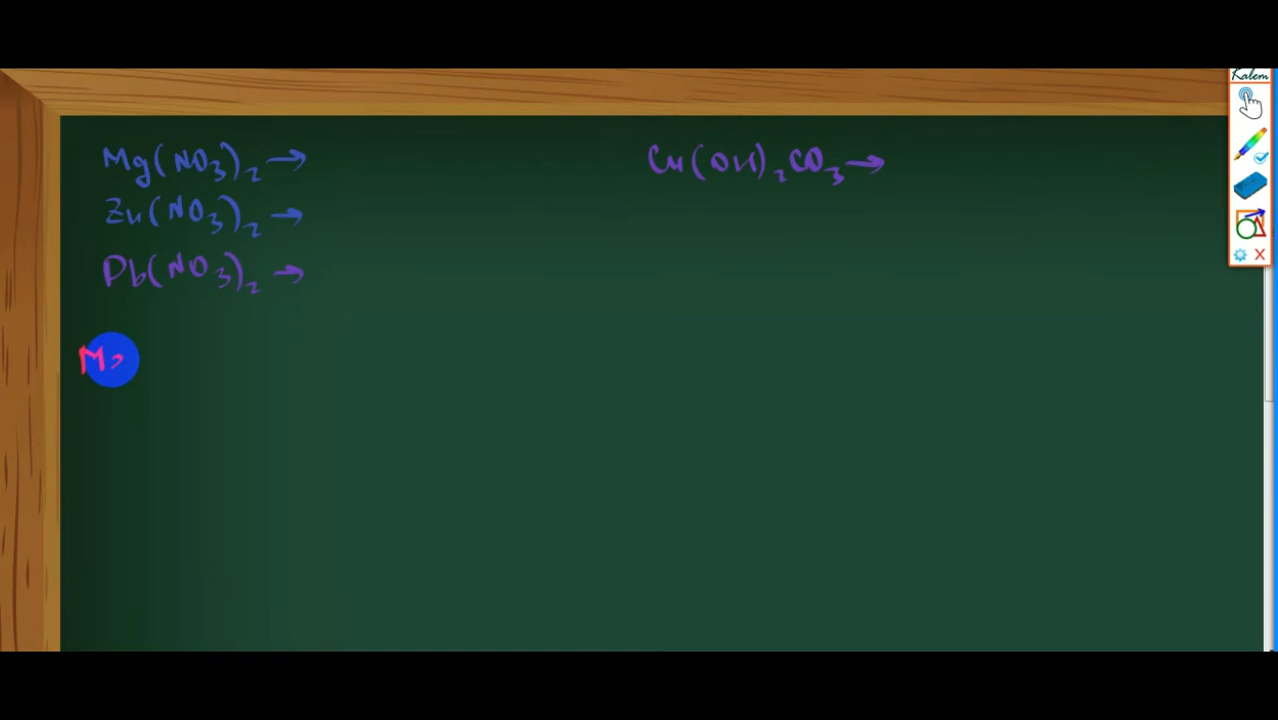 Mg(NO₃)₂→
Zn(NO₃)₂→
Pb(NO₃)₂→
Cu(OH)₂CO₃→
Kalem